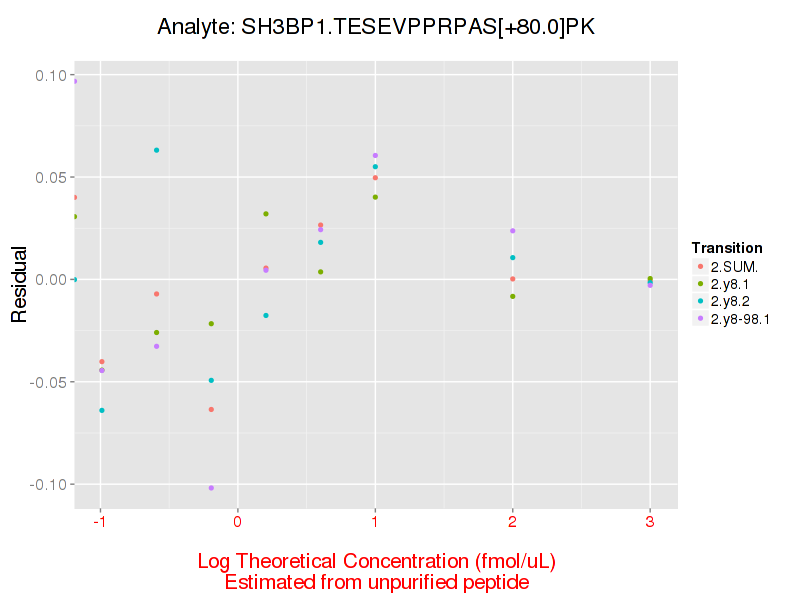 Analyte: SH3BP1.TESEVPPRPAS[+80.0]PK
0.10
0.05
0.00
-0.05
-0.10
Residual
-1 0 1 2 3
Log Theoretical Concentration (fmol/uL)
Estimated from unpurified peptide
Transition
2.SUM.
2.y8.1
2.y8.2
2.y8-98.1